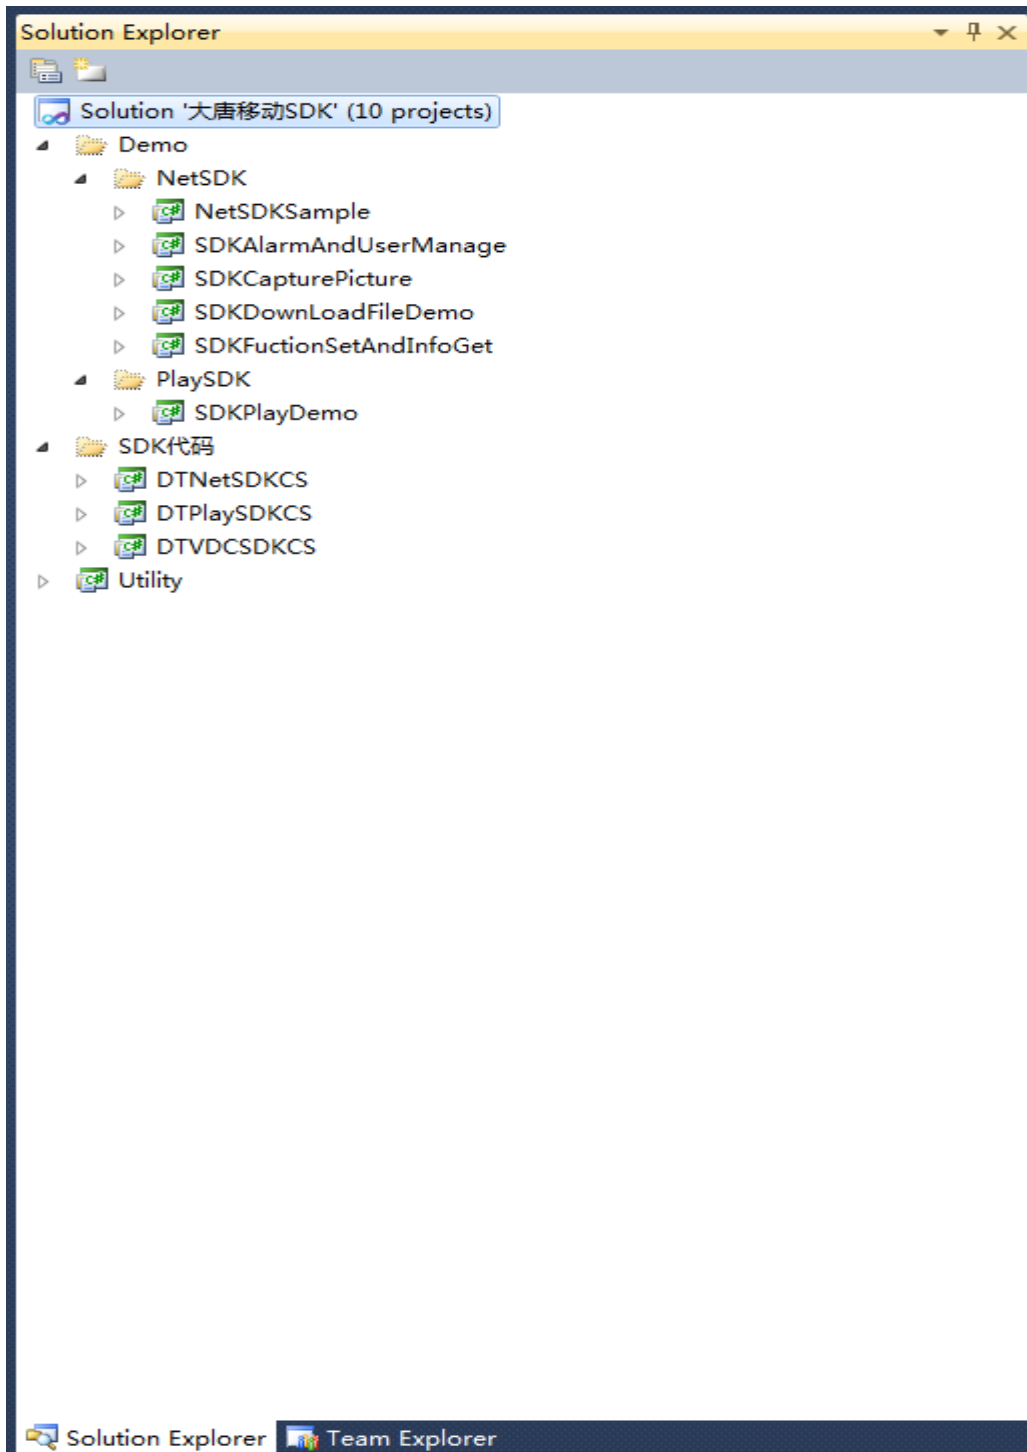 Solution Explorer
Solution '大唐移动SDK' (10 projects)
Demo
NetSDK
NetSDKSample
SDKAlarmAndUserManage
SDKCapturePicture
SDKDownLoadFileDemo
SDKFuctionSetAndInfoGet
PlaySDK
SDKPlayDemo
SDK代码
DTNetSDKCS
DTPlaySDKCS
DTVDCSDKCS
Utility
Solution Explorer Team Explorer